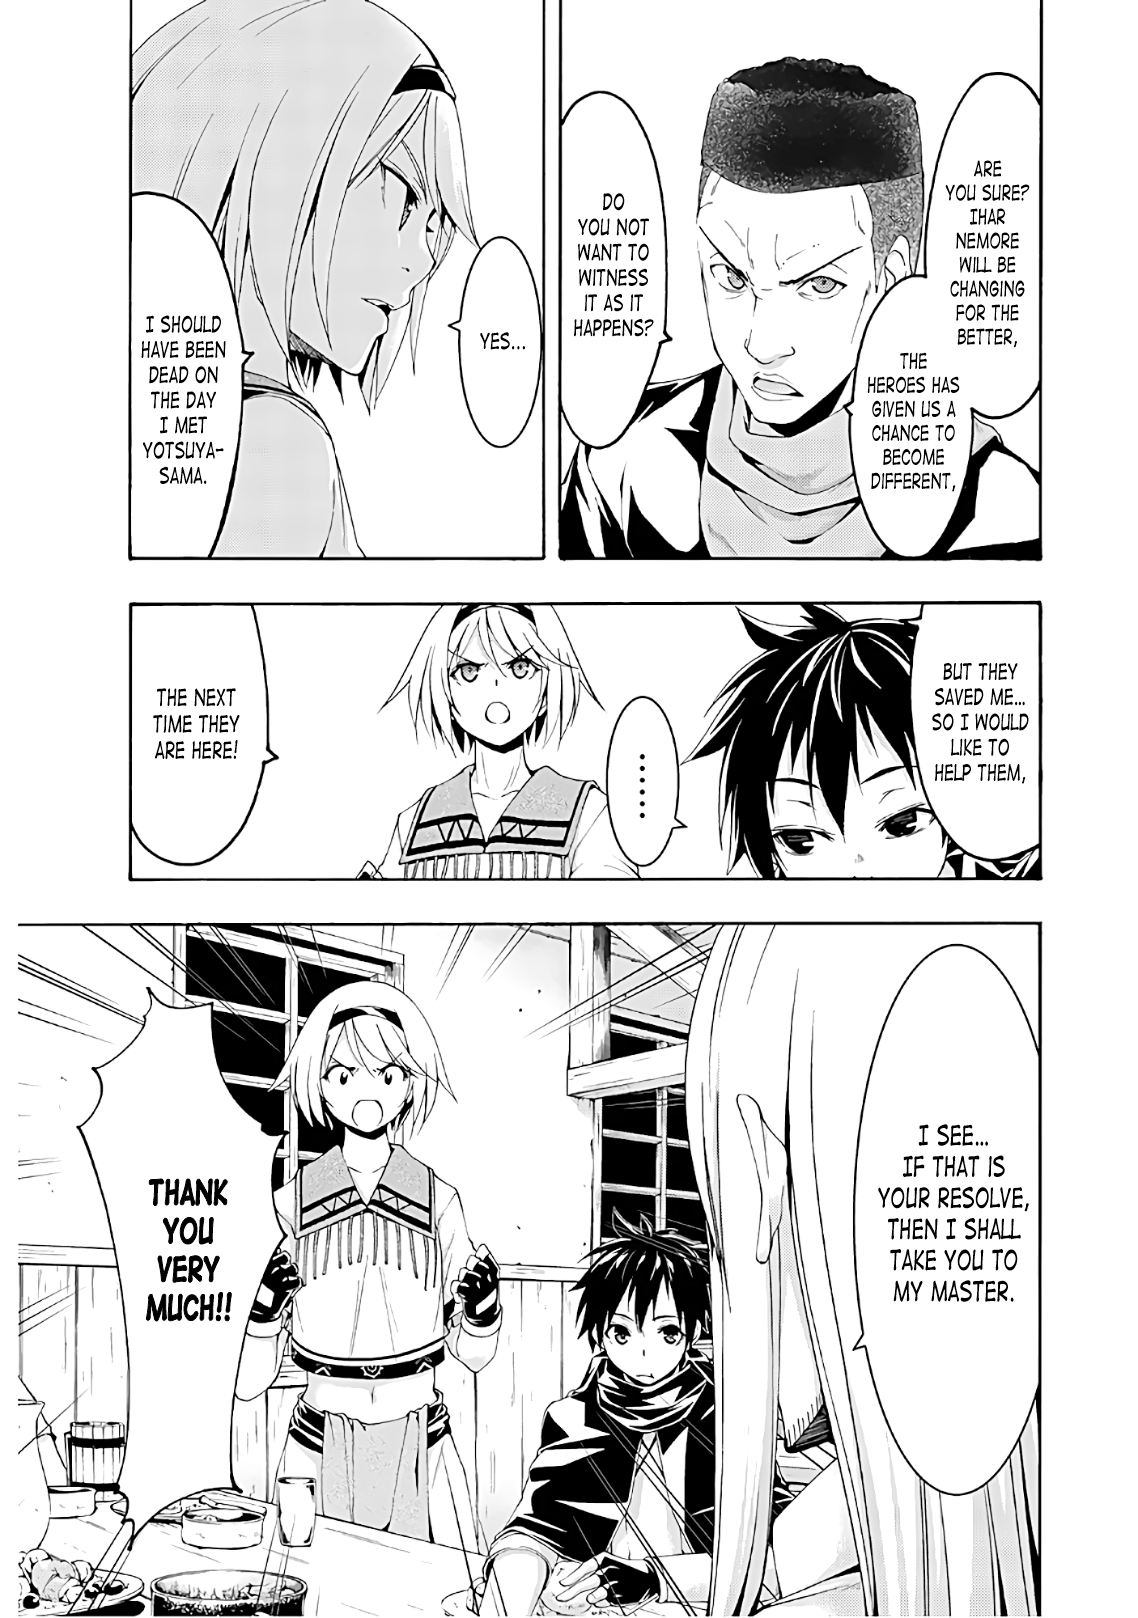 ARE
YOU SURE?
IHAR
NEMORE
WILL BE
CHANGING
FOR THE
BETTER,
THE
HEROES HAS
GIVEN US A
CHANCE TO
BECOME
DIFFERENT,
DO
YOU NOT
WANT TO
WITNESS
IT AS IT
HAPPENS?
YES...
I SHOULD
HAVE BEEN
DEAD ON
THE DAY
I MET
YOTSUYA-
SAMA.
BUT THEY
SAVED ME...
SO I WOULD
LIKE TO
HELP THEM,
......
THE NEXT
TIME THEY
ARE HERE!
I SEE...
IF THAT IS
YOUR RESOLVE,
THEN I SHALL
TAKE YOU TO
MY MASTER.
THANK
YOU
VERY
MUCH!!